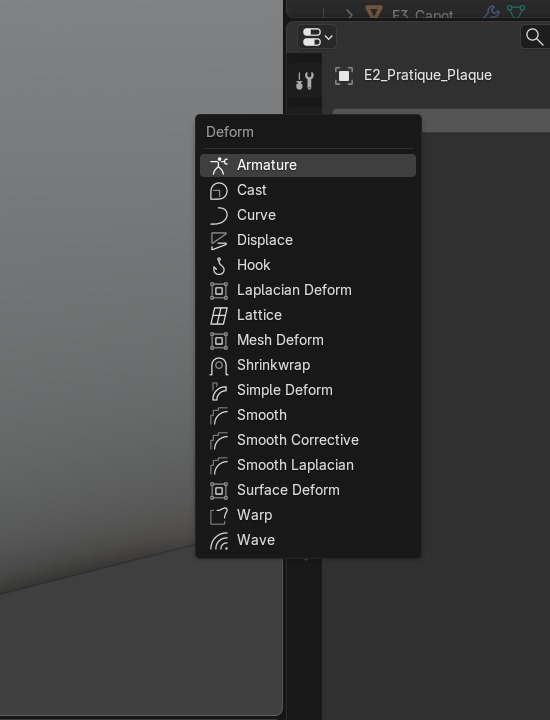 E3_Capot
E2_Pratique_Plaque
Deform
Armature
Cast
Curve
Displace
Hook
Laplacian Deform
Lattice
Mesh Deform
Shrinkwrap
Simple Deform
Smooth
Smooth Corrective
Smooth Laplacian
Surface Deform
Warp
Wave